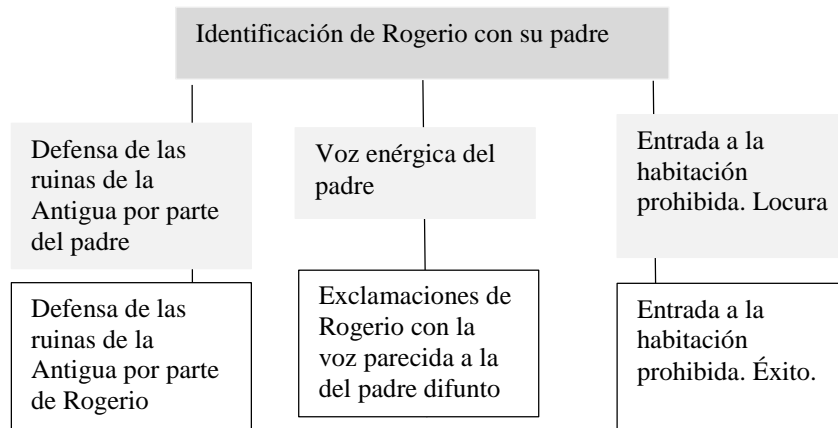 Identificación de Rogerio con su padre
Defensa de las
ruinas de la
Antigua por parte
del padre
Voz enérgica del
padre
Entrada a la
habitación
prohibida. Locura
Defensa de las
ruinas de la
Antigua por parte
de Rogerio
Exclamaciones de
Rogerio con la
voz parecida a la
del padre difunto
Entrada a la
habitación
prohibida. Éxito.